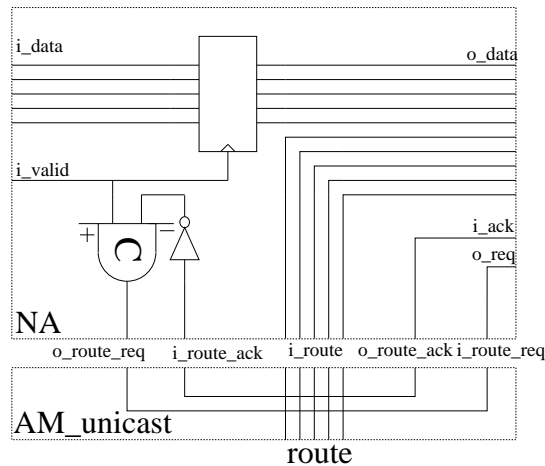 i_data
o_data
i_valid
+
−
C
i_ack
o_req
NA
o_route_req i_route_ack i_route o_route_ack i_route_req
AM_unicast
route